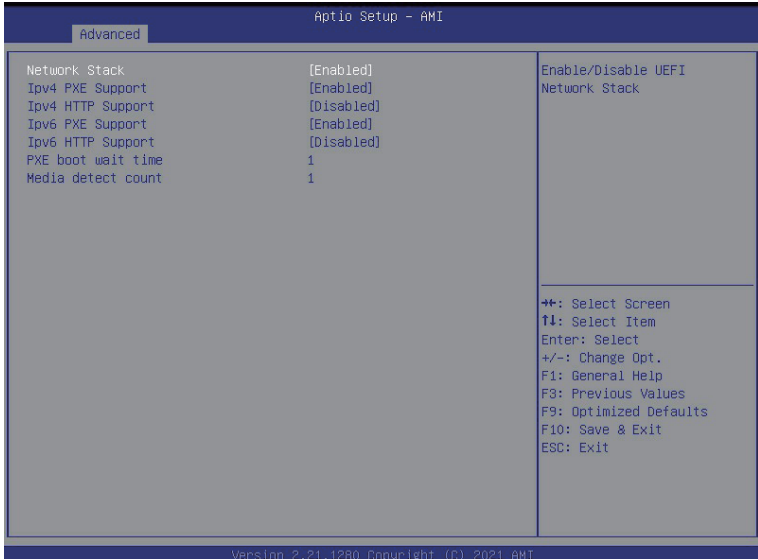 Aptio Setup – AMI
Advanced
Network Stack [Enabled]
Ipv4 PXE Support [Enabled]
Ipv4 HTTP Support [Disabled]
Ipv6 PXE Support [Enabled]
Ipv6 HTTP Support [Disabled]
PXE boot wait time 1
Media detect count 1
Enable/Disable UEFI
Network Stack
→←: Select Screen
↑↓: Select Item
Enter: Select
+/-: Change Opt.
F1: General Help
F3: Previous Values
F9: Optimized Defaults
F10: Save & Exit
ESC: Exit
Version 2.21.1280 Copyright (C) 2021 AMI